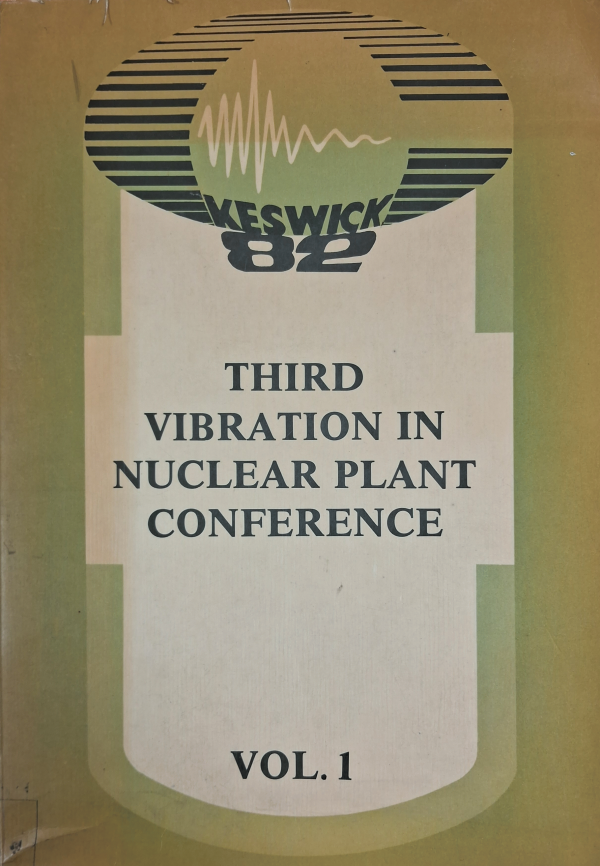 KESWICK
82
THIRD
VIBRATION IN
NUCLEAR PLANT
CONFERENCE
VOL. 1